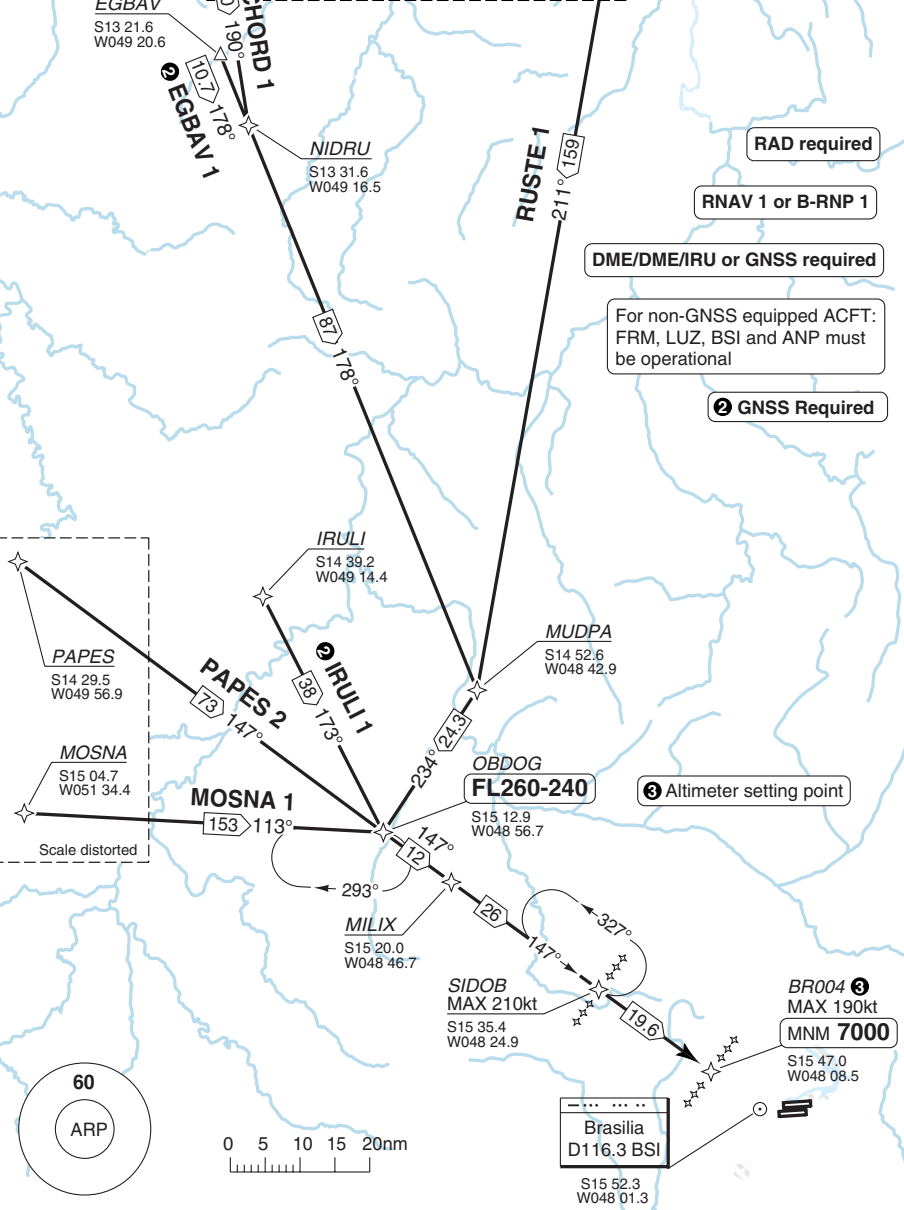 EGBAV
S13 21.6
W049 20.6
190°
CHORD 1
10.7
178°
❷ EGBAV 1
NIDRU
S13 31.6
W049 16.5
RUSTE 1
211°
159
RAD required
RNAV 1 or B-RNP 1
DME/DME/IRU or GNSS required
For non-GNSS equipped ACFT:
FRM, LUZ, BSI and ANP must
be operational
❷ GNSS Required
87
178°
IRULI
S14 39.2
W049 14.4
❷ IRULI 1
38
173°
MUDPA
S14 52.6
W048 42.9
PAPES
S14 29.5
W049 56.9
PAPES 2
73
147°
MOSNA
S15 04.7
W051 34.4
MOSNA 1
153
113°
Scale distorted
234°
24.3
OBDOG
FL260-240
S15 12.9
W048 56.7
❸ Altimeter setting point
293°
147°
12
MILIX
S15 20.0
W048 46.7
26
147°
327°
SIDOB
MAX 210kt
S15 35.4
W048 24.9
19.6
BR004 ❸
MAX 190kt
MNM 7000
S15 47.0
W048 08.5
60
ARP
0 5 10 15 20nm
Brasilia
D116.3 BSI
S15 52.3
W048 01.3